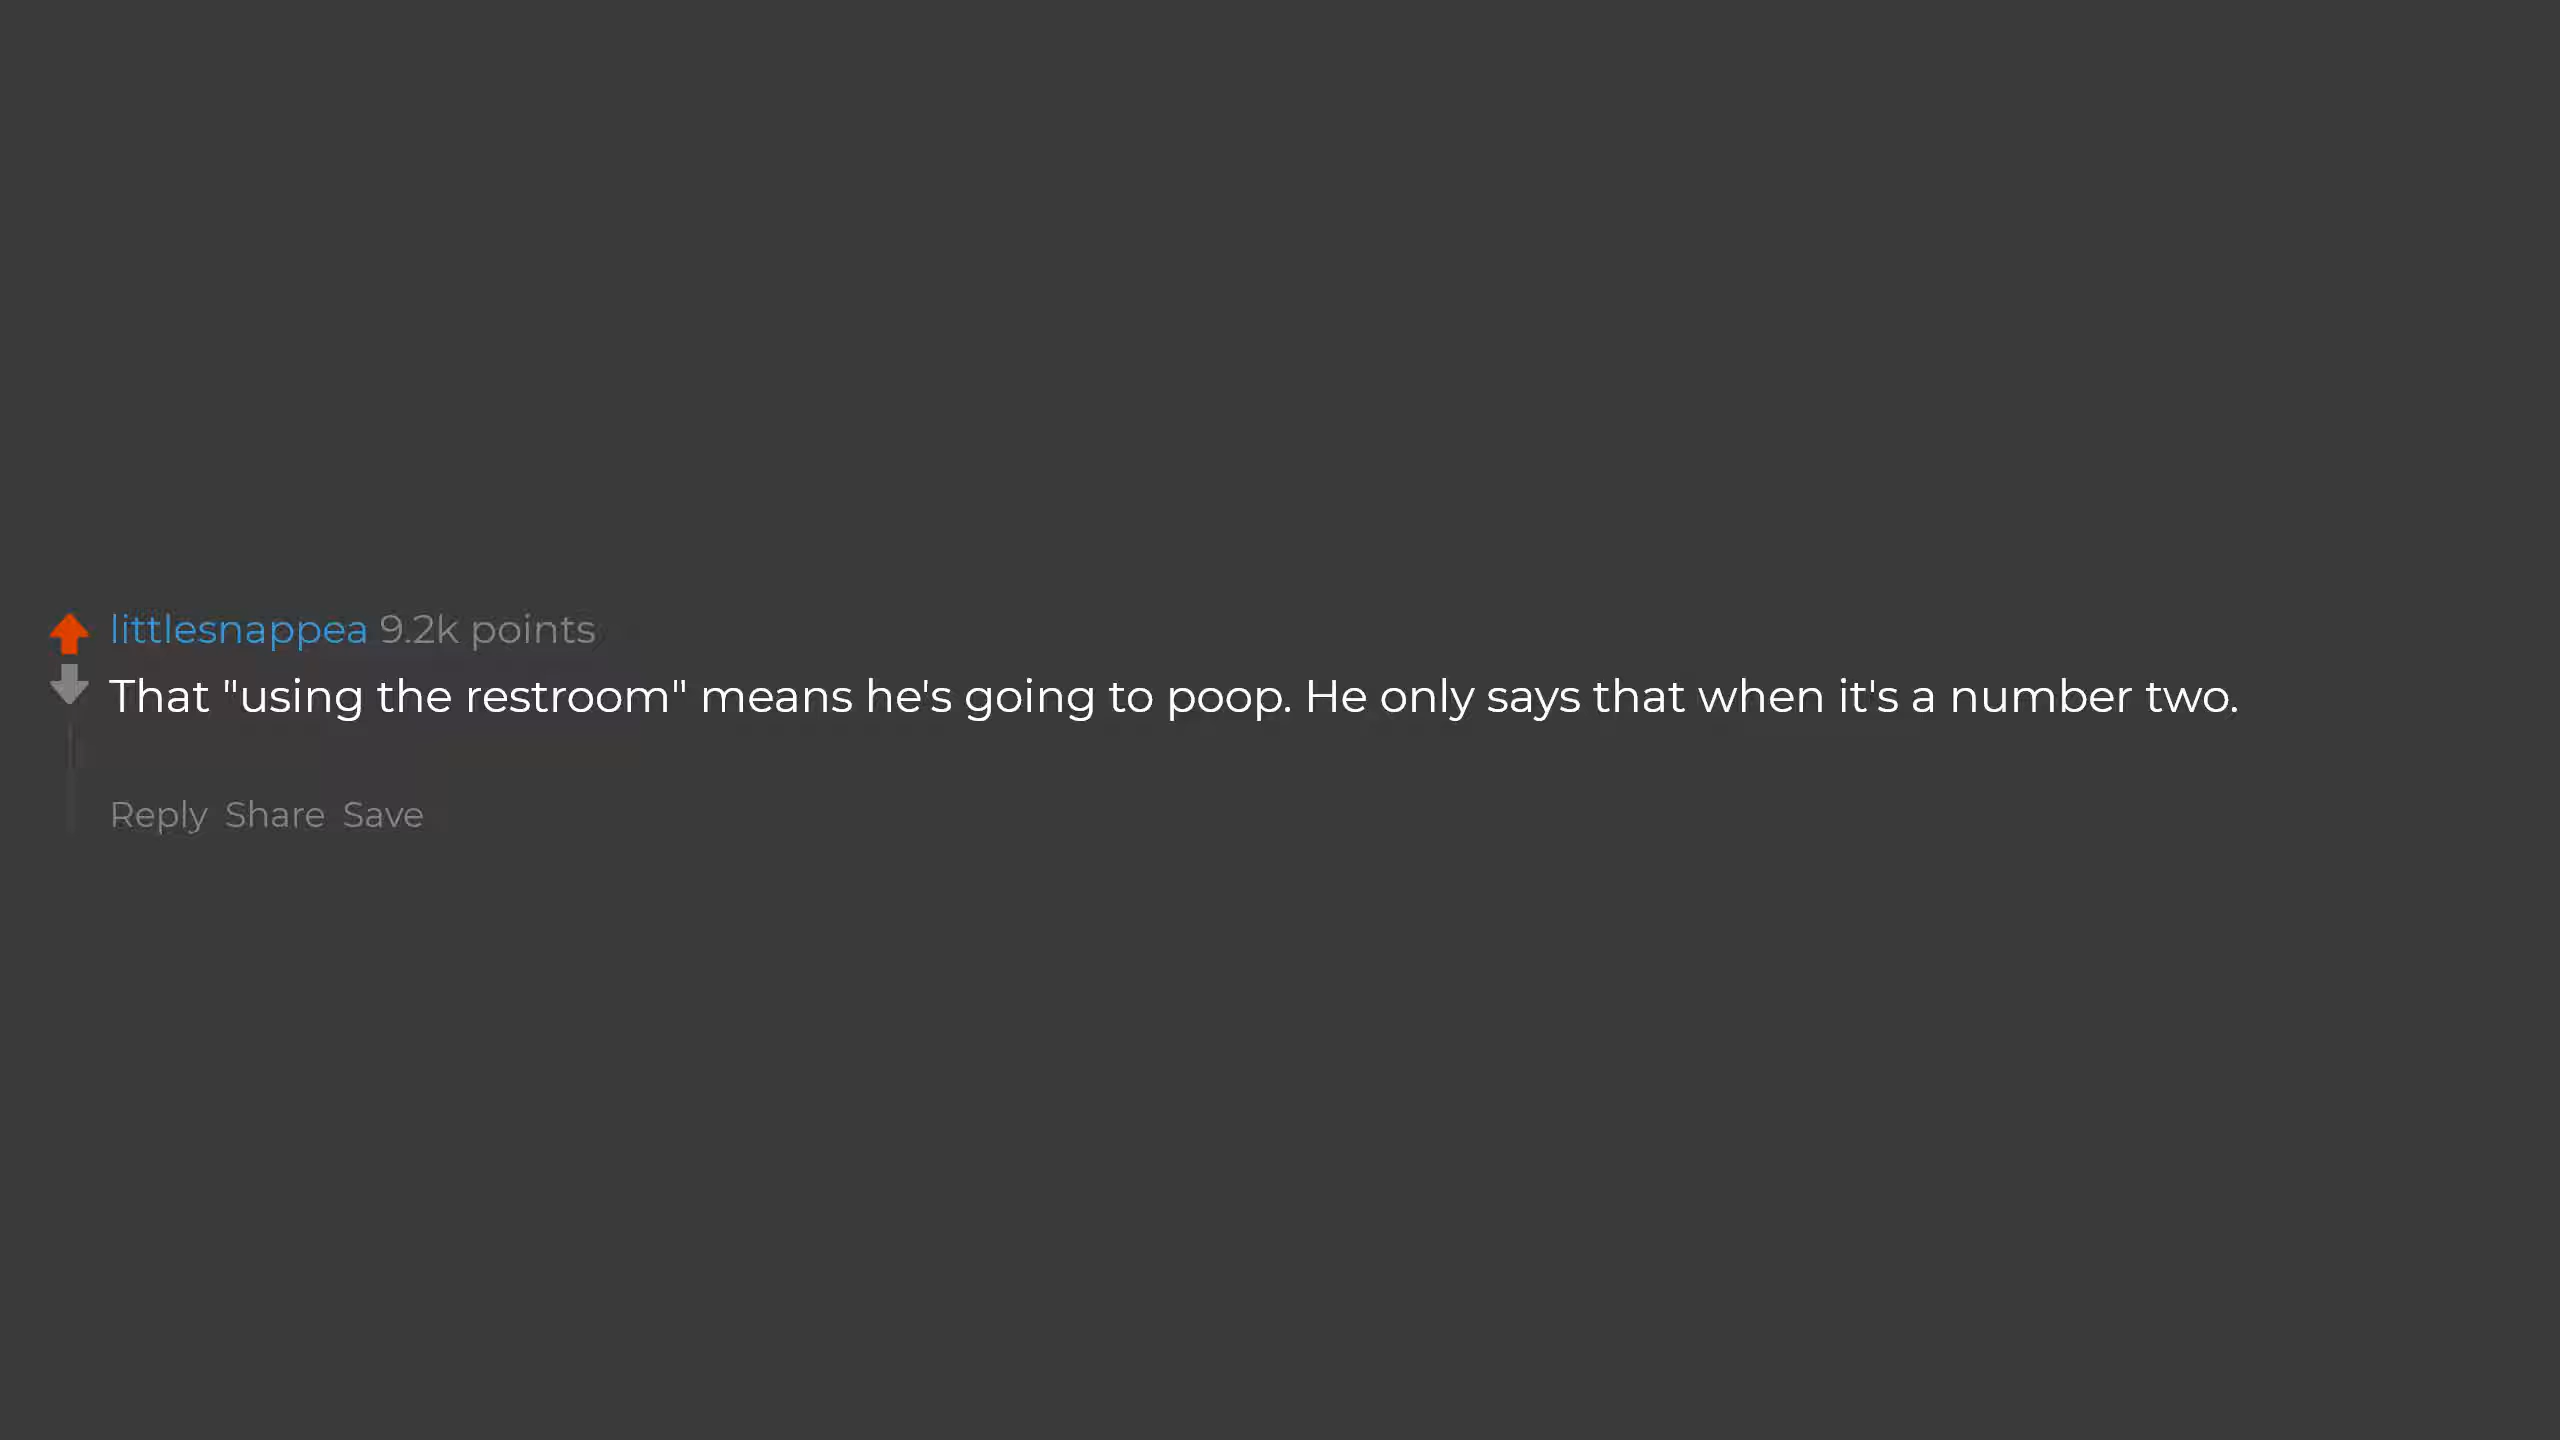 littlesnappea 9.2k points
That "using the restroom" means he's going to poop. He only says that when it's a number two.
Reply Share Save